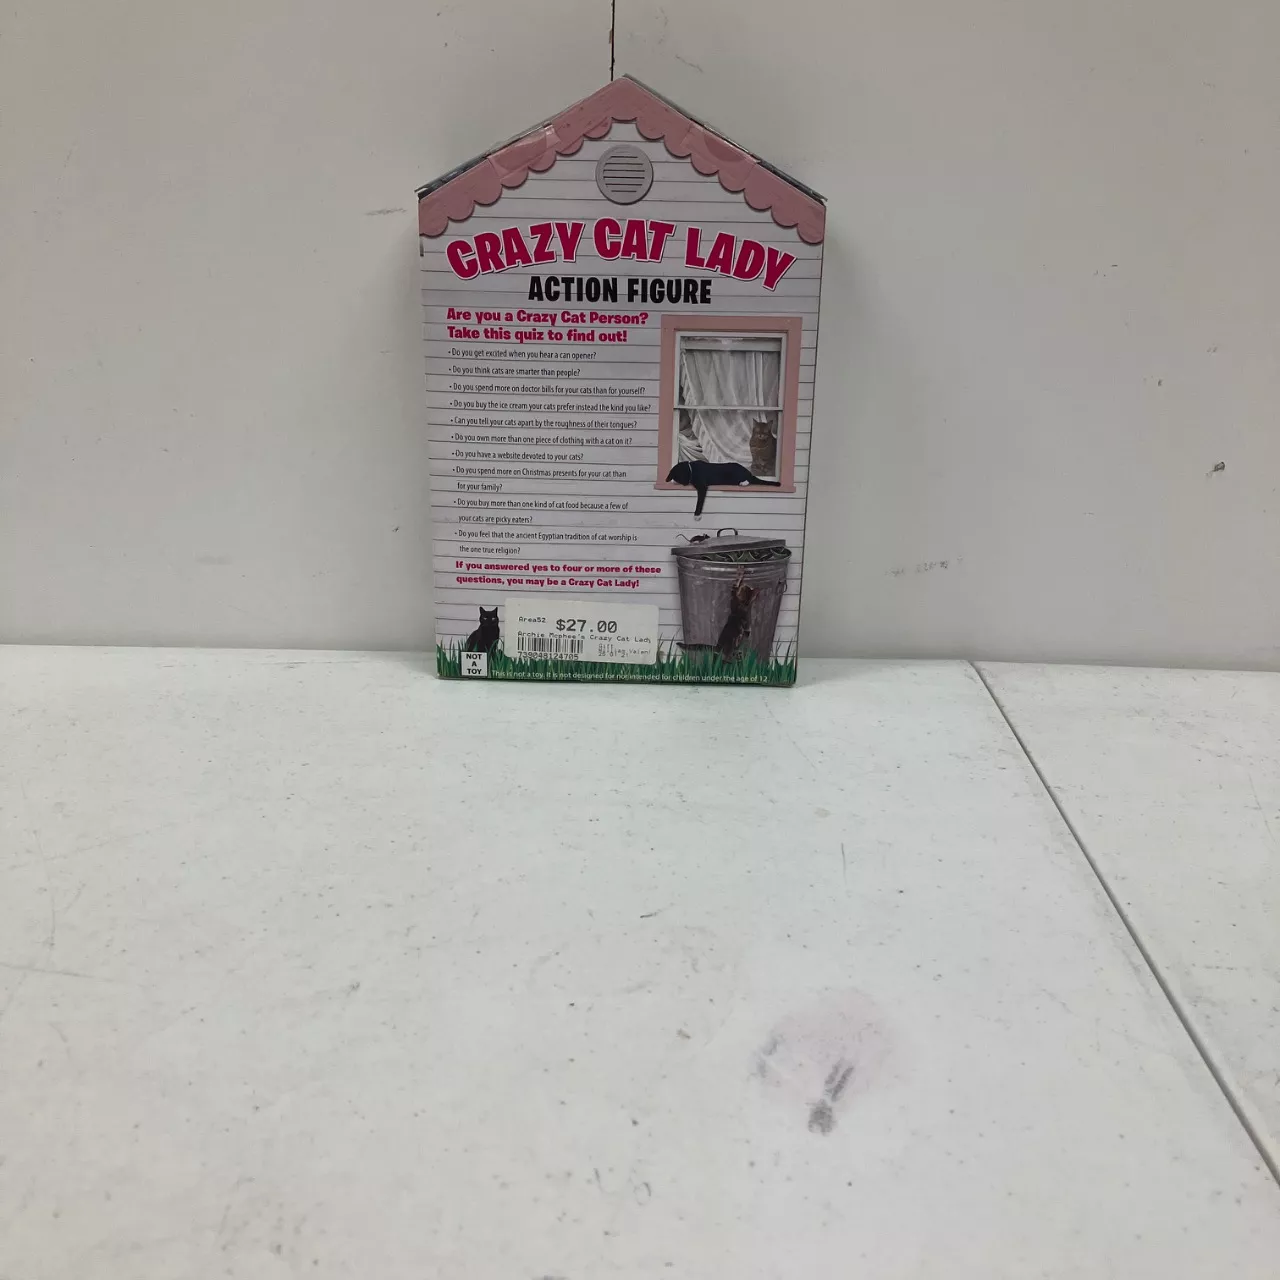 CRAZY CAT LADY
ACTION FIGURE
Are you a Crazy Cat Person?
Take this quiz to find out!
• Do you get excited when you hear a can opener?
• Do you think cats are smarter than people?
• Do you spend more on doctor bills for your cats than for yourself?
• Do you buy the ice cream your cats prefer instead the kind you like?
• Can you tell your cats apart by the roughness of their tongues?
• Do you own more than one piece of clothing with a cat on it?
• Do you have a website devoted to your cats?
• Do you spend more on Christmas presents for your cat than
for your family?
• Do you buy more than one kind of cat food because a few of
your cats are picky eaters?
• Do you feel that the ancient Egyptian tradition of cat worship is
the one true religion?
If you answered yes to four or more of these
questions, you may be a Crazy Cat Lady!
Area52 $27.00
Archie Mcphee's Crazy Cat Lady
739048124705
NOT
A
TOY
This is not a toy. It is not designed for nor intended for children under the age of 12